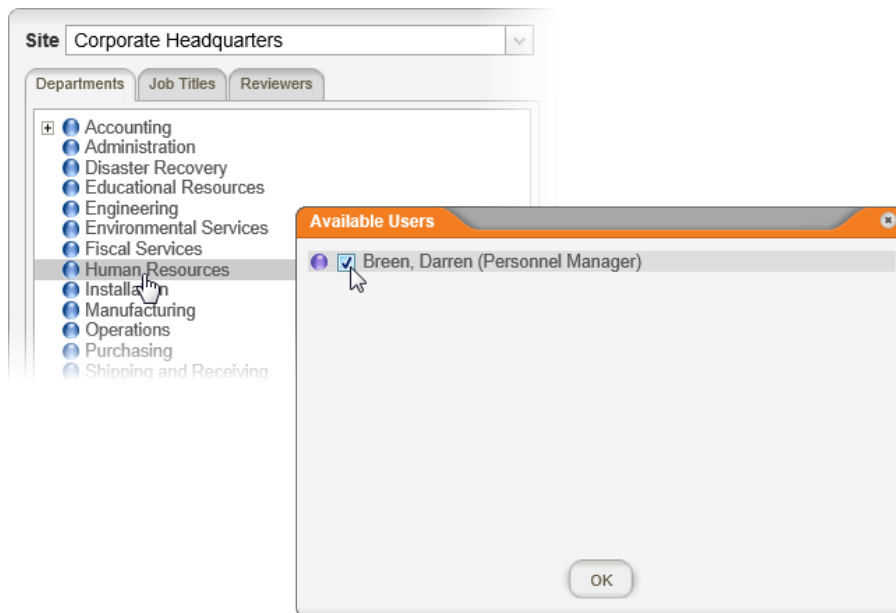 Site Corporate Headquarters
Departments Job Titles Reviewers
Accounting
Administration
Disaster Recovery
Educational Resources
Engineering
Environmental Services
Fiscal Services
Human Resources
Installation
Manufacturing
Operations
Purchasing
Shipping and Receiving
Available Users
Breen, Darren (Personnel Manager)
OK